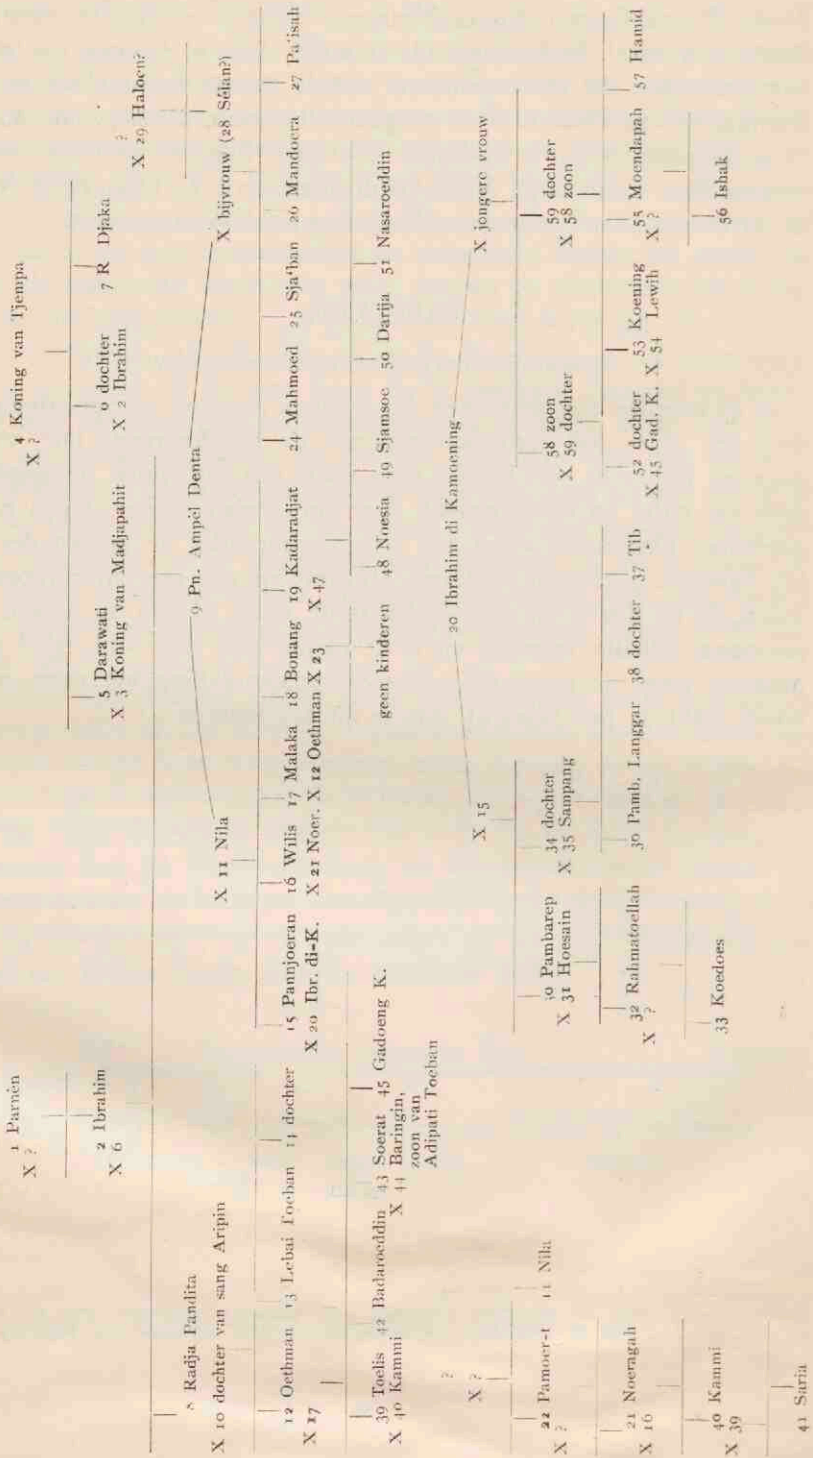 1 Parnèn
X ?
2 Ibrahim
X 6
4 Koning van Tjempa
X ?
5 Darawati
X 3 Koning van Madjapahit
6 dochter
X 2 Ibrahim
7 R Djaka
8 Radja Pandita
X 10 dochter van sang Aripin
9 Pn. Ampèl Denta
X 11 Nila
X bijvrouw (28 Sélan?)
?
X 29 Haloen?
12 Oethman 13 Lebai Toeban 14 dochter
X 17
15 Pannjoeran 16 Wilis 17 Malaka 18 Bonang 19 Kadaradjat
X 20 Ibr. di-K. X 21 Noer. X 12 Oethman X 23 X 47
24 Mahmoed 25 Sja'ban 26 Mandoera 27 Pa'isah
39 Toelis 42 Badaroeddin 43 Soerat 45 Gadoeng K.
X 40 Kammi X 44 Baringin,
zoon van
Adipati Toeban
geen kinderen
48 Noesia 49 Sjamsoe 50 Darija 51 Nasaroeddin
?
X ?
22 Pamoer-t 11 Nila
X ?
21 Noeragah
X 16
40 Kammi
X 39
41 Saria
20 Ibrahim di Kamoening
X 15
X jongere vrouw
30 Pambarep
X 31 Hoesain
34 dochter
X 35 Sampang
58 zoon
X 59 dochter
59 dochter
X 58 zoon
32 Rahmatoellah
X ?
33 Koedoes
Pamb. Langgar 38 dochter 37 Tib
52 dochter 53 Koening
X 45 Gad. K. X 54 Lewih
55 Moendapah 57 Hamid
X ?
56 Ishak